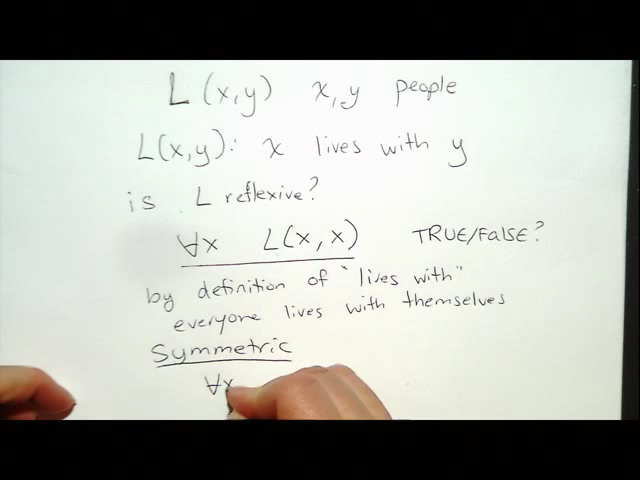 L(x,y) x,y people
L(x,y): x lives with y
is L reflexive?
∀x L(x,x) TRUE/False?
by definition of "lives with"
everyone lives with themselves
Symmetric
∀x